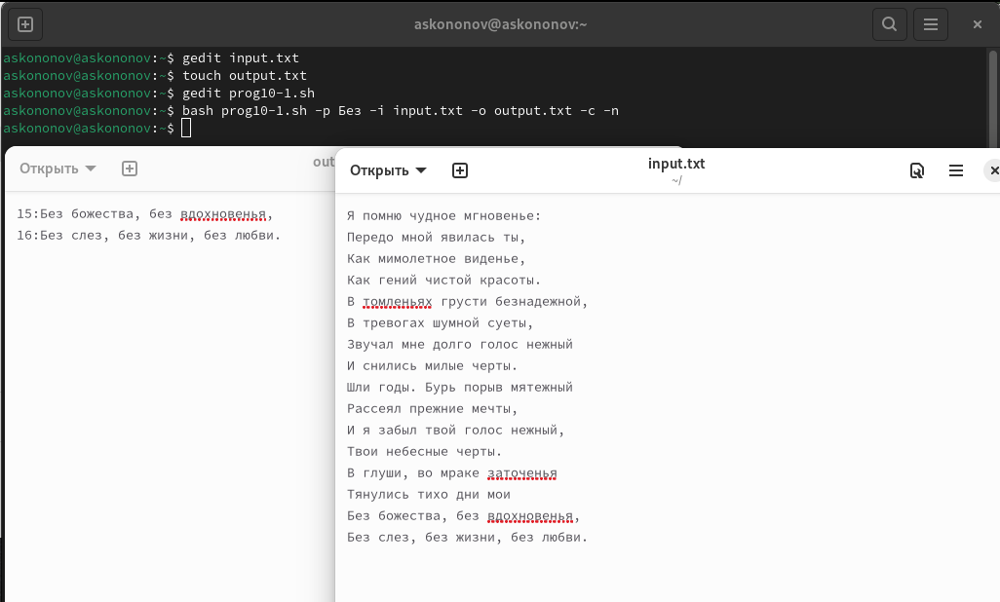 askononov@askononov:~
askononov@askononov:~$ gedit input.txt
askononov@askononov:~$ touch output.txt
askononov@askononov:~$ gedit prog10-1.sh
askononov@askononov:~$ bash prog10-1.sh -p Без -i input.txt -o output.txt -c -n
askononov@askononov:~$
Открыть
out
15:Без божества, без вдохновенья,
16:Без слез, без жизни, без любви.
Открыть
input.txt
~/
Я помню чудное мгновенье:
Передо мной явилась ты,
Как мимолетное виденье,
Как гений чистой красоты.
В томленьях грусти безнадежной,
В тревогах шумной суеты,
Звучал мне долго голос нежный
И снились милые черты.
Шли годы. Бурь порыв мятежный
Рассеял прежние мечты,
И я забыл твой голос нежный,
Твои небесные черты.
В глуши, во мраке заточенья
Тянулись тихо дни мои
Без божества, без вдохновенья,
Без слез, без жизни, без любви.